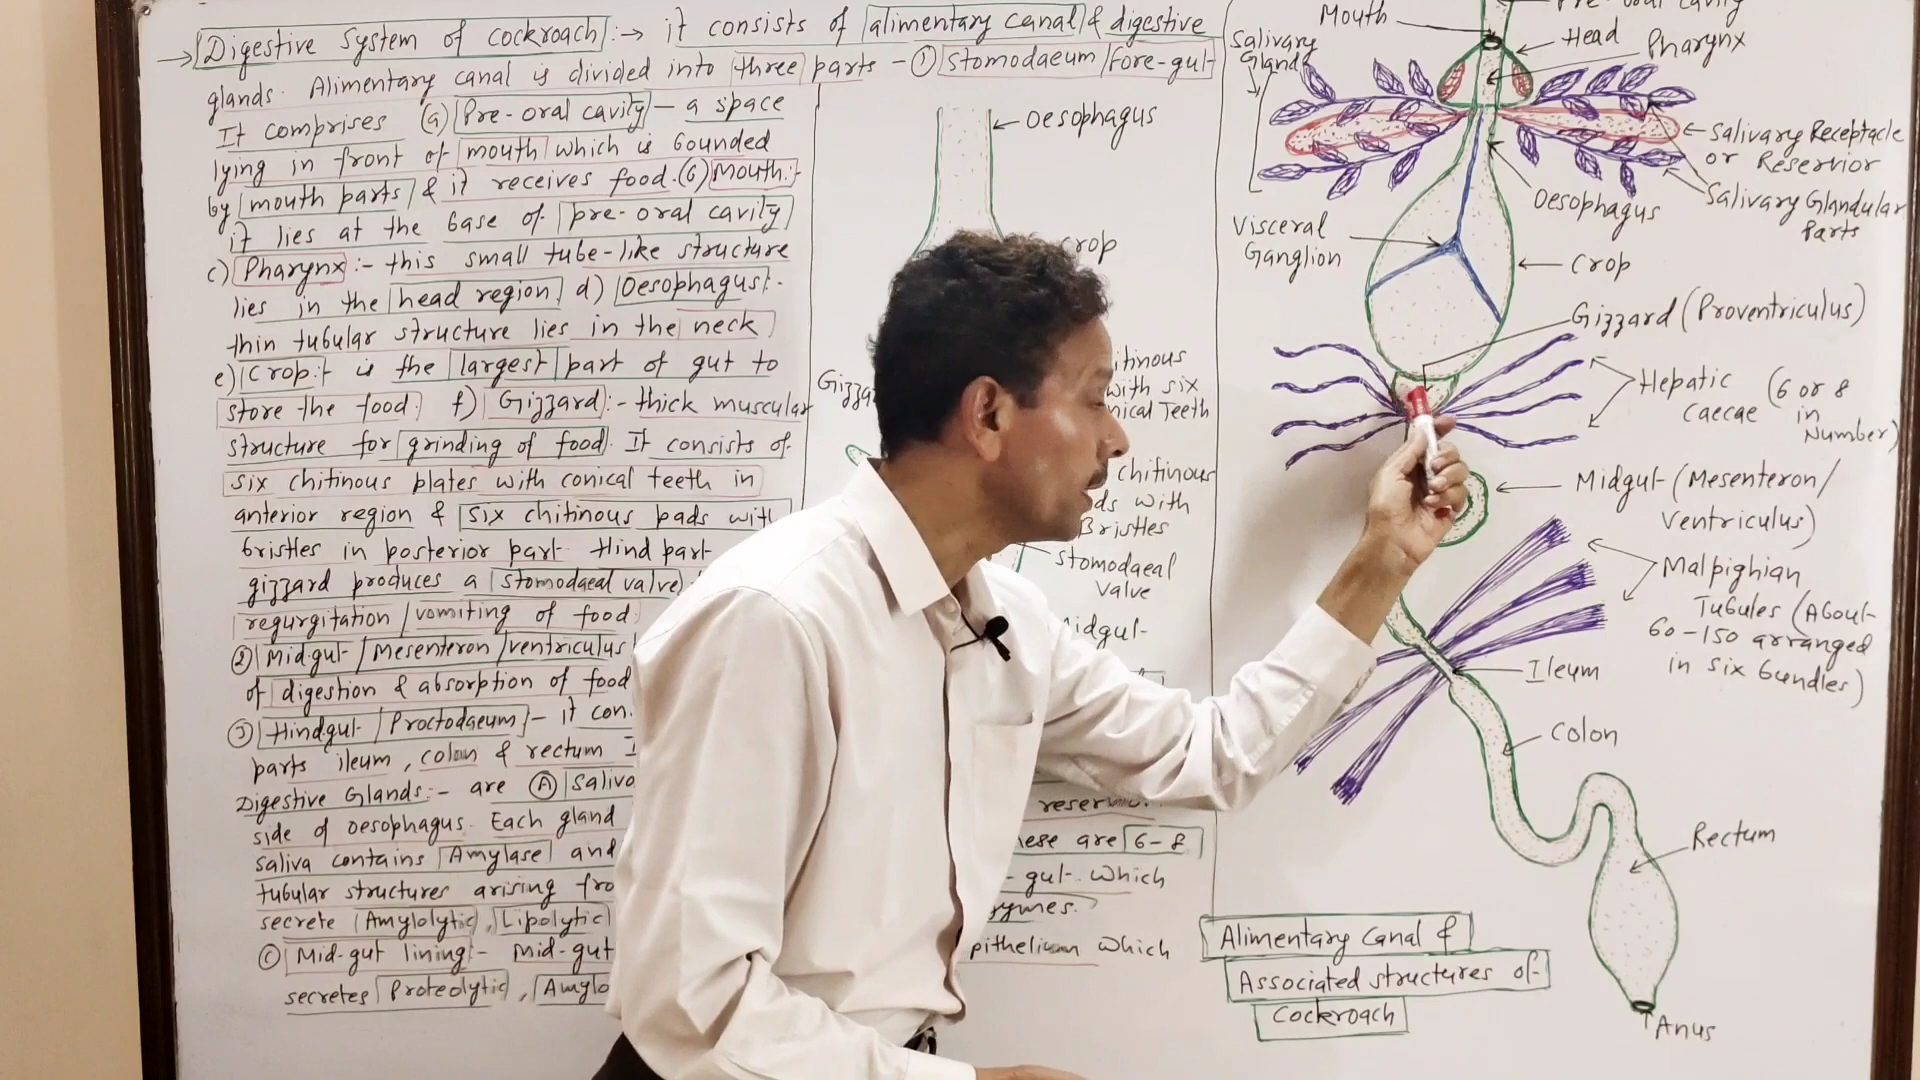 → Digestive System of cockroach :→ it consists of alimentary canal & digestive
glands. Alimentary canal is divided into three parts - ① Stomodaeum/Fore-gut-
It comprises (a) Pre-oral cavity - a space
lying in front of mouth which is bounded
by mouth parts & it receives food. (b) Mouth:-
it lies at the base of pre-oral cavity
c) Pharynx :- this small tube-like structure
lies in the head region d) Oesophagus:-
thin tubular structure lies in the neck
e) Crop:- is the largest part of gut to
store the food. f) Gizzard :- thick muscular
structure for grinding of food. It consists of
six chitinous plates with conical teeth in
anterior region & six chitinous pads with
bristles in posterior part. Hind part
gizzard produces a stomodaeal valve
regurgitation/vomiting of food.
② Midgut/Mesenteron/ventriculus
of digestion & absorption of food
③ Hindgut/Proctodaeum - it con
parts ileum, colon & rectum
Digestive Glands:- are Ⓐ Saliva
side of oesophagus. Each gland
saliva contains Amylase and
tubular structures arising fro
secrete Amylolytic, Lipolytic
Ⓒ Mid-gut lining:- mid-gut
secretes Proteolytic, Amylo
Oesophagus
crop
Gizza
itinous
with six
nical Teeth
chitinous
ds with
Bristles
stomodaeal
valve
idgut-
reser
hese are 6-8
gut- which
zymes.
pithelium which
Mouth
Pre-oral cavity
Head
Pharynx
Salivary
Gland
Salivary Receptacle
or Reservior
Salivary Glandular
Parts
Oesophagus
Visceral
Ganglion
Crop
Gizzard (Proventriculus)
Hepatic
caecae
(6 or 8
in
Number)
Midgut- (Mesenteron/
Ventriculus)
Malpighian
Tubules (About-
60-150 arranged
in six bundles)
Ileum
Colon
Rectum
Anus
Alimentary Canal &
Associated structures of
Cockroach